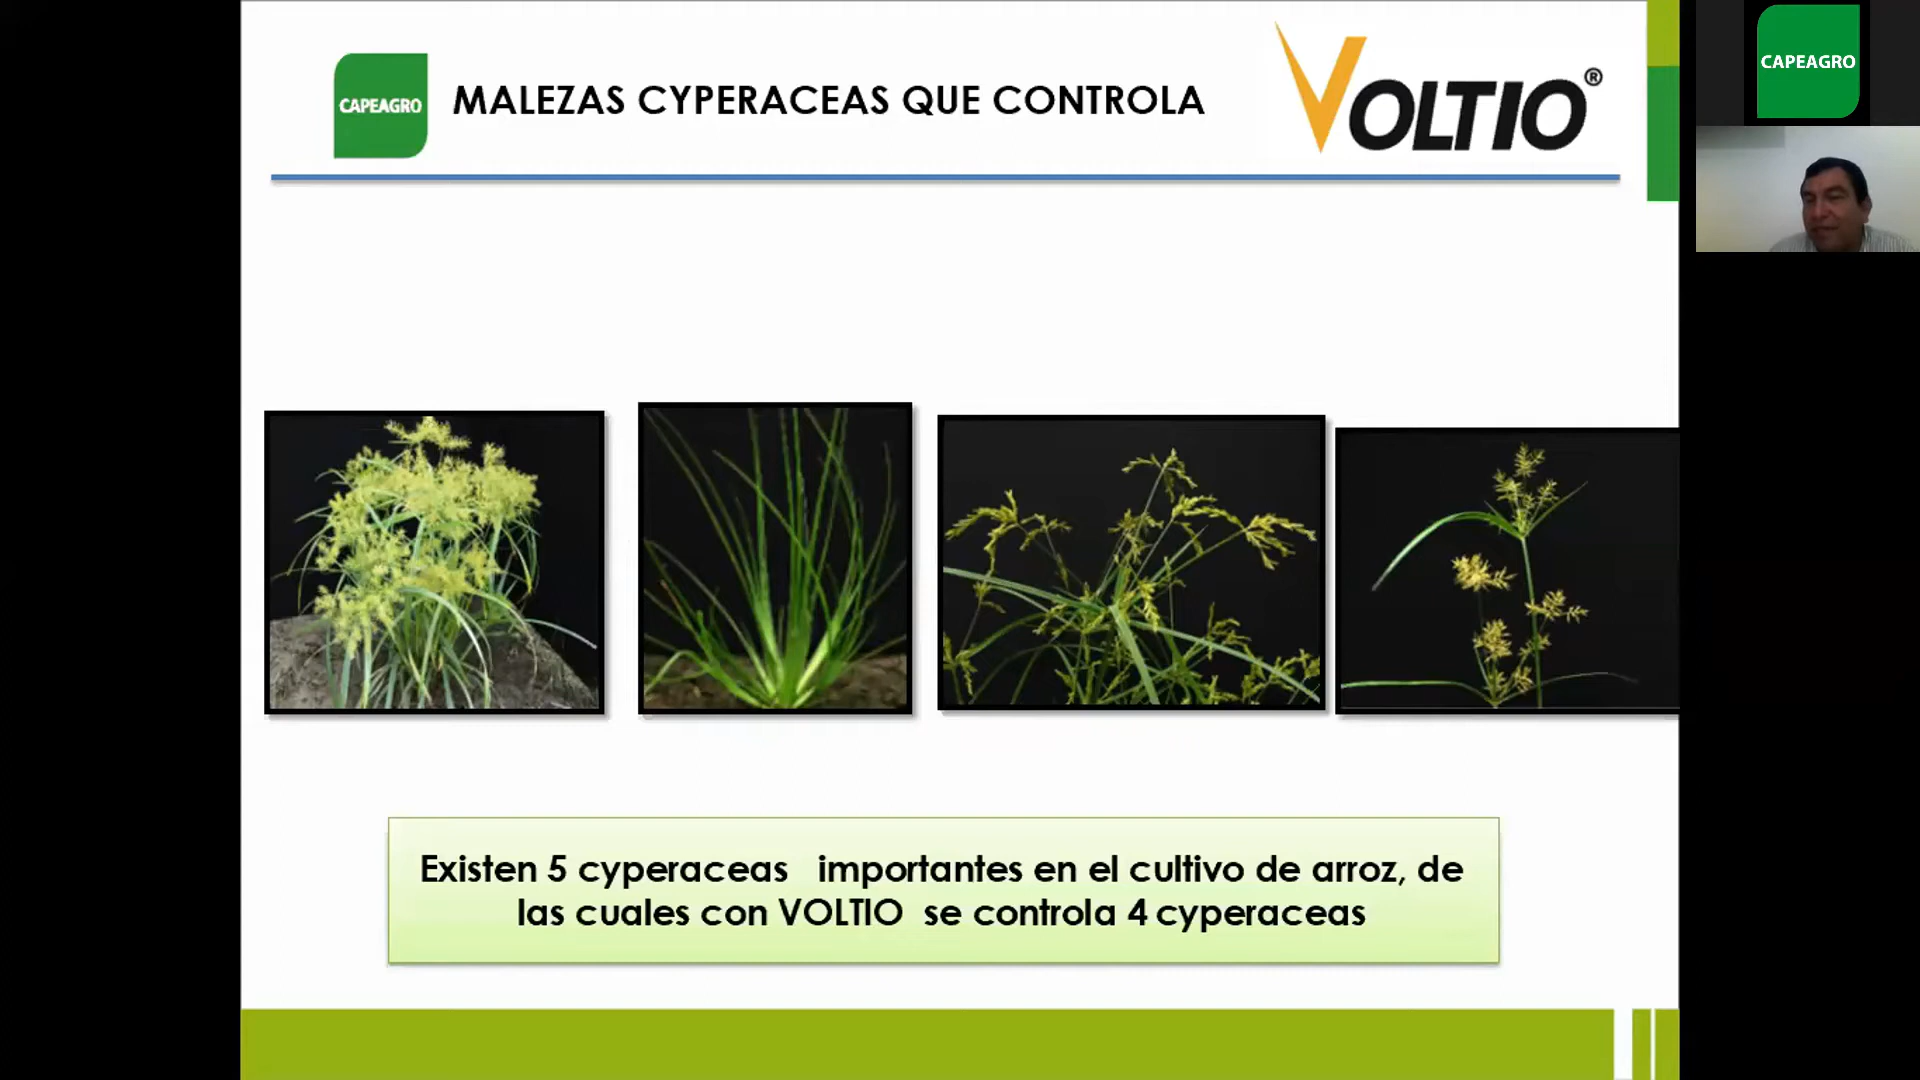 CAPEAGRO
MALEZAS CYPERACEAS QUE CONTROLA
VOLTIO®
CAPEAGRO
Existen 5 cyperaceas importantes en el cultivo de arroz, de
las cuales con VOLTIO se controla 4 cyperaceas